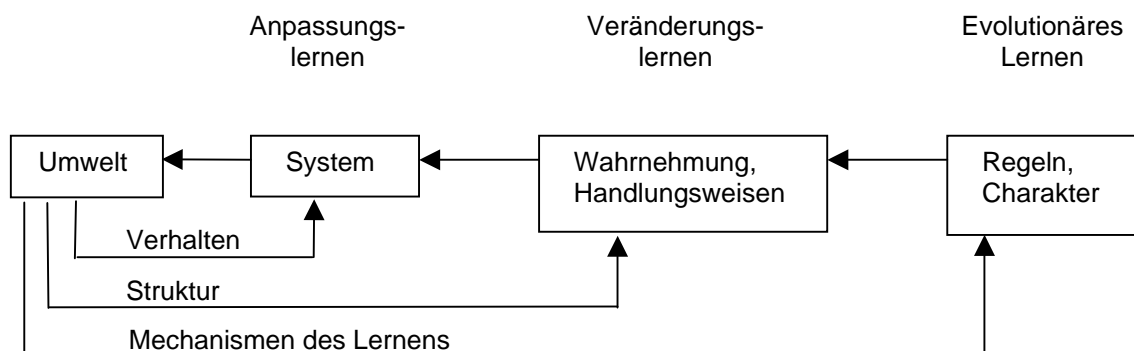 Anpassungs-
lernen
Veränderungs-
lernen
Evolutionäres
Lernen
Umwelt
System
Wahrnehmung,
Handlungsweisen
Regeln,
Charakter
Verhalten
Struktur
Mechanismen des Lernens